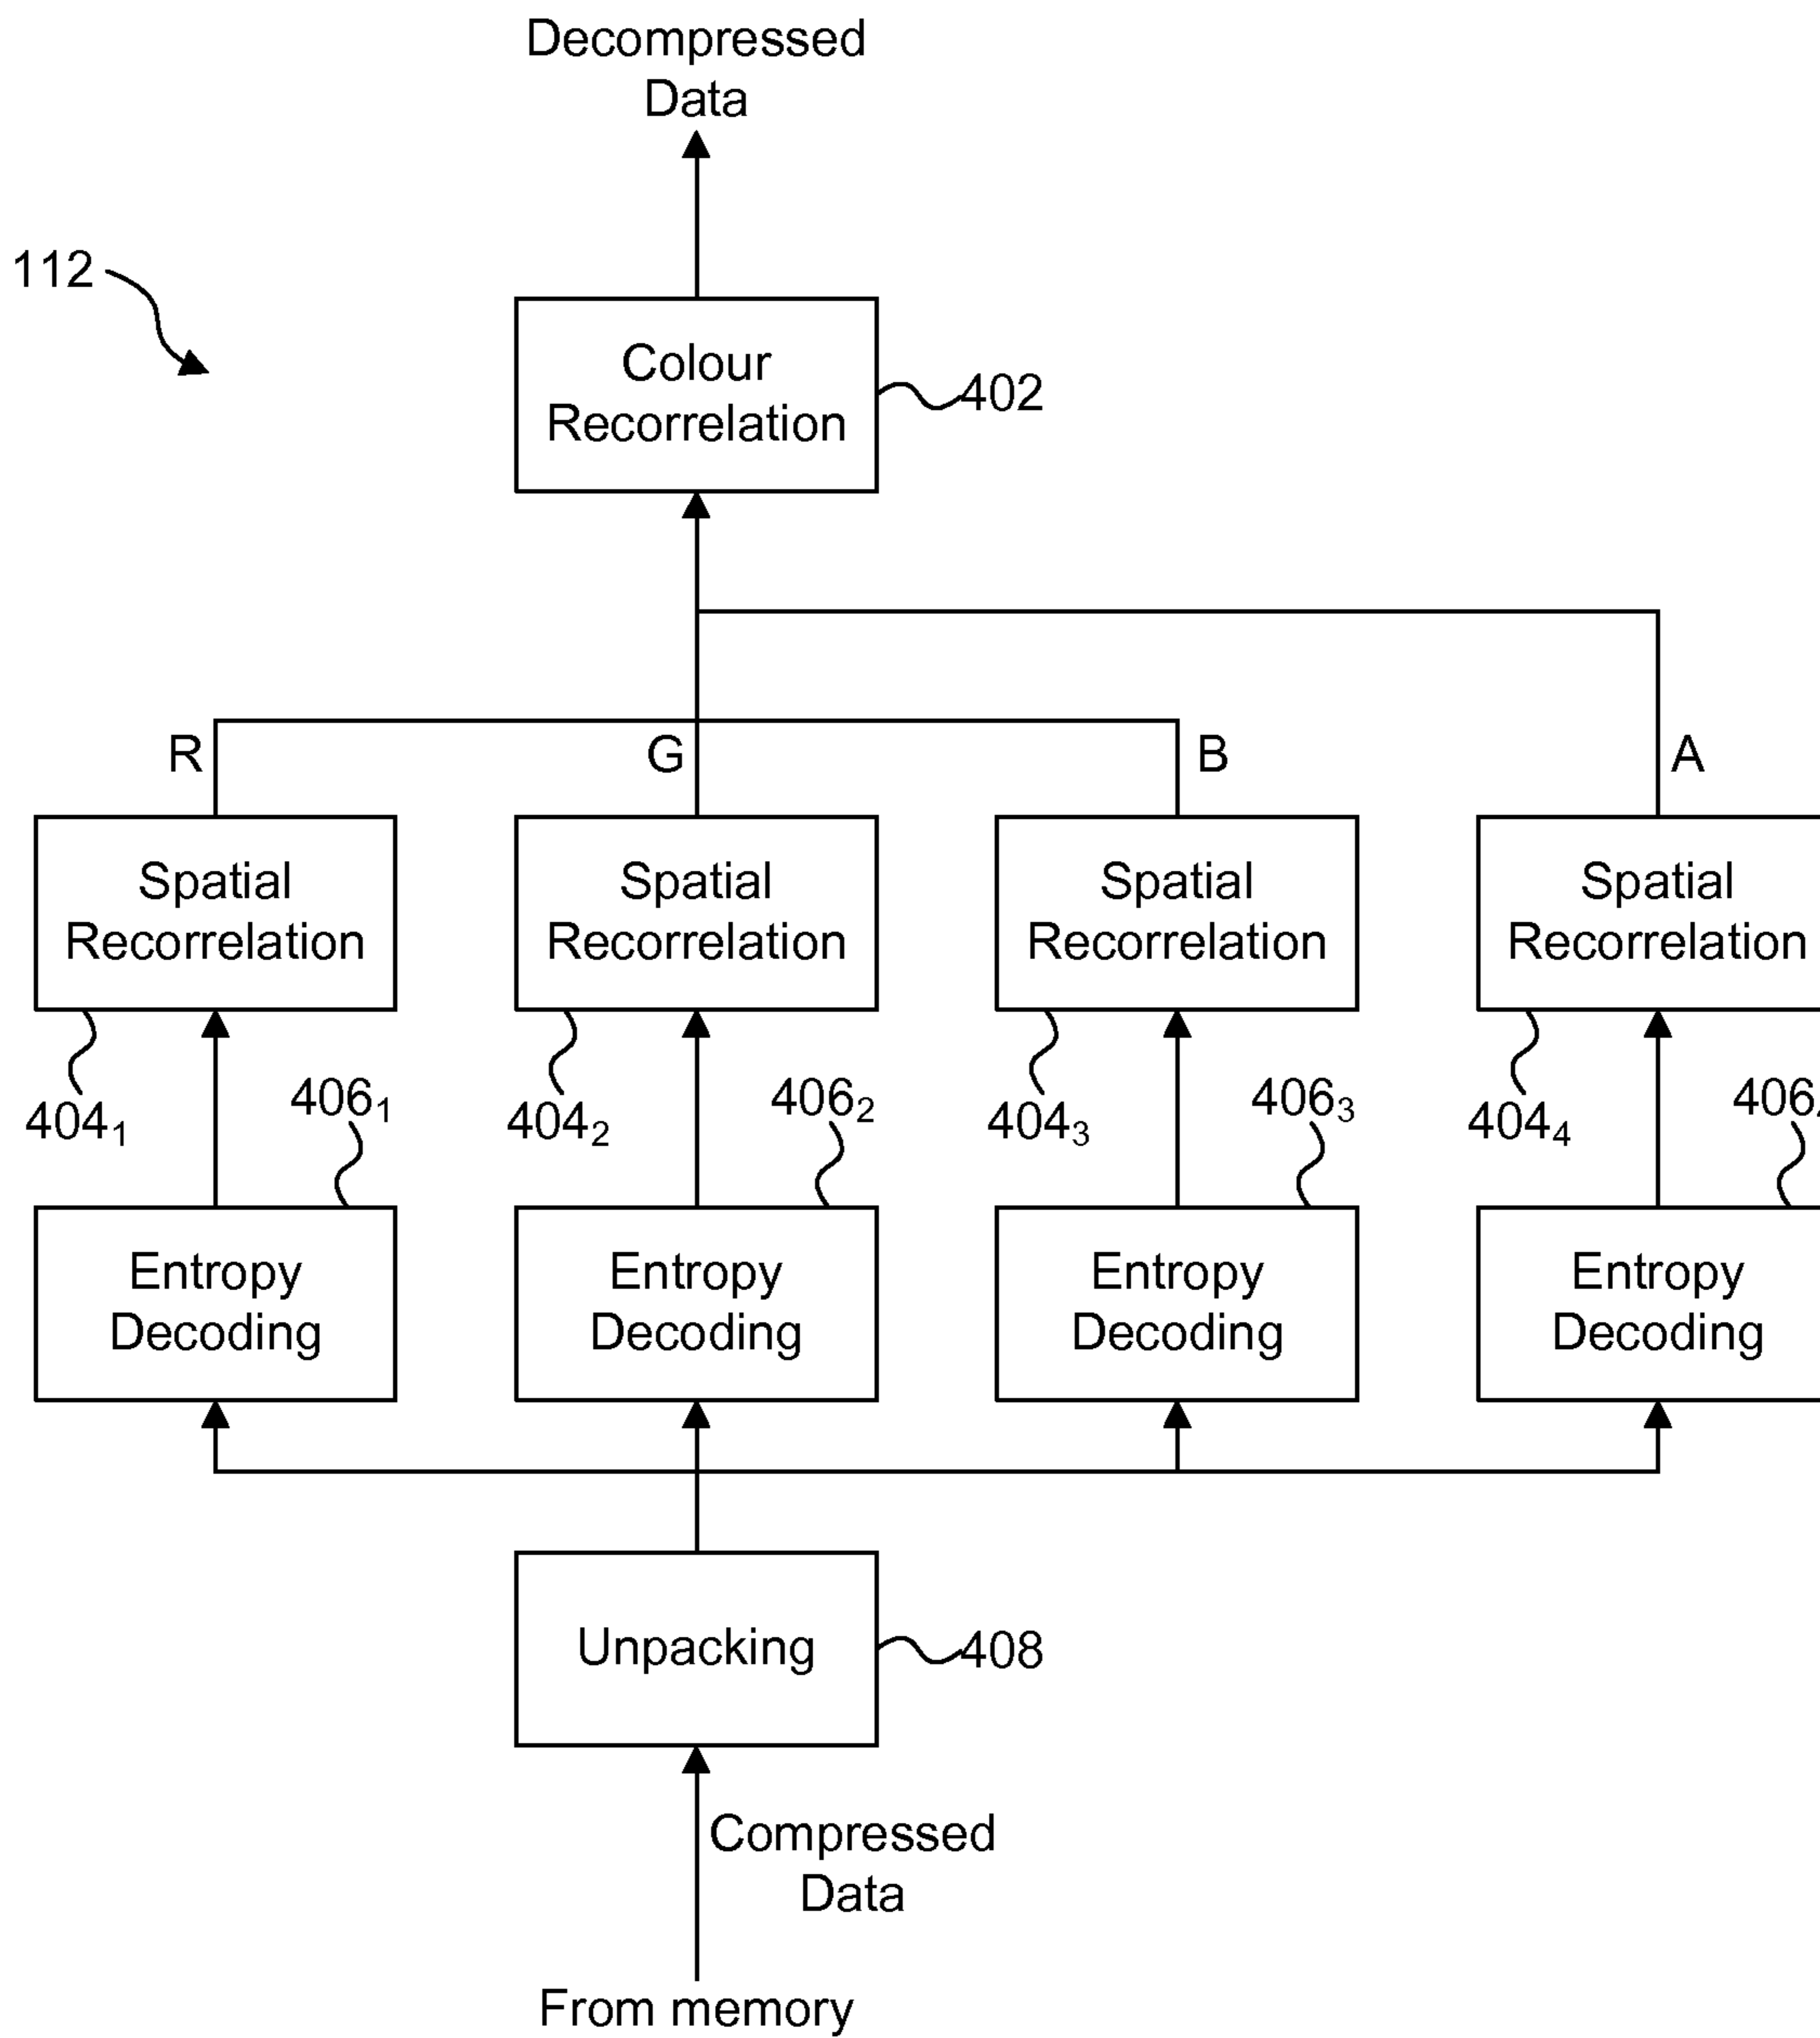 Decompressed
Data
112
Colour
Recorrelation
402
R
G
B
A
Spatial
Recorrelation
Spatial
Recorrelation
Spatial
Recorrelation
Spatial
Recorrelation
404₁
406₁
404₂
406₂
404₃
406₃
404₄
406
Entropy
Decoding
Entropy
Decoding
Entropy
Decoding
Entropy
Decoding
Unpacking
408
Compressed
Data
From memory